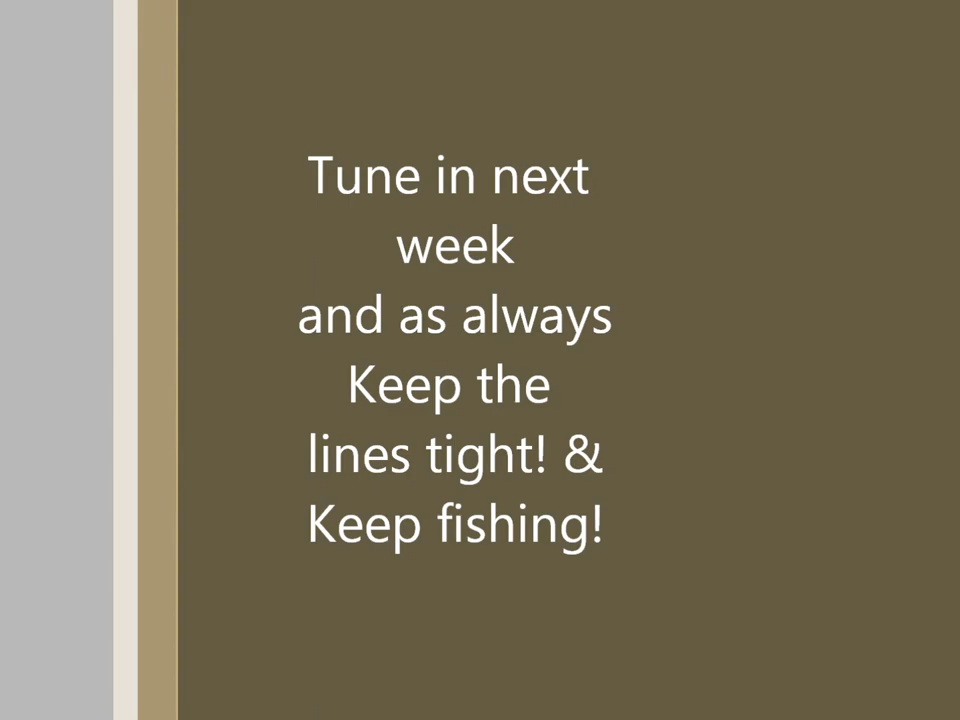 Tune in next
week
and as always
Keep the
lines tight! &
Keep fishing!